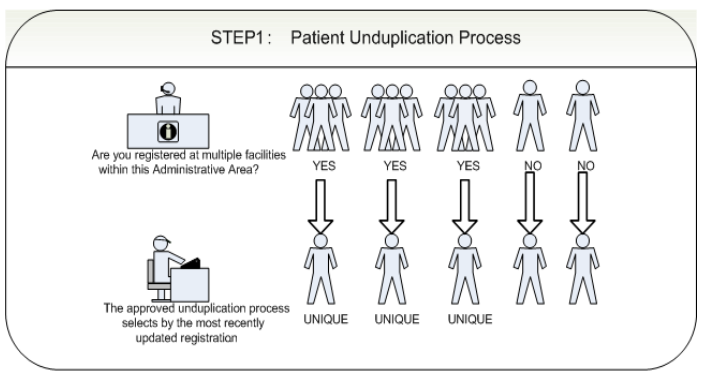 STEP1: Patient Unduplication Process
i
Are you registered at multiple facilities
within this Administrative Area?
YES YES YES NO NO
The approved unduplication process
selects by the most recently
updated registration
UNIQUE UNIQUE UNIQUE